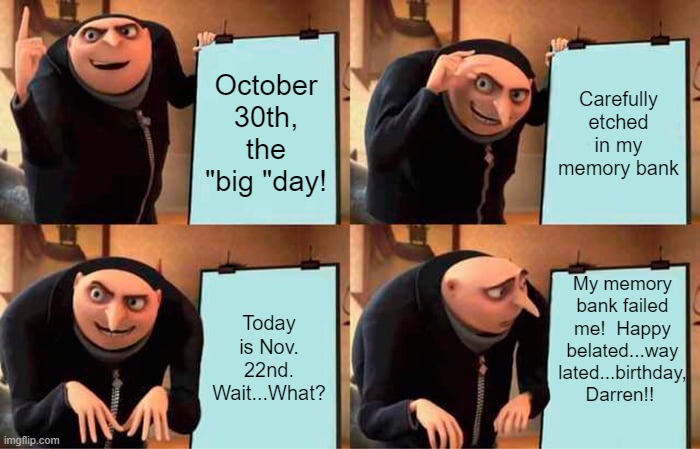 October
30th,
the
"big "day!
Carefully
etched
in my
memory bank
Today
is Nov.
22nd.
Wait...What?
My memory
bank failed
me!  Happy
belated...way
lated...birthday,
Darren!!
imgflip.com